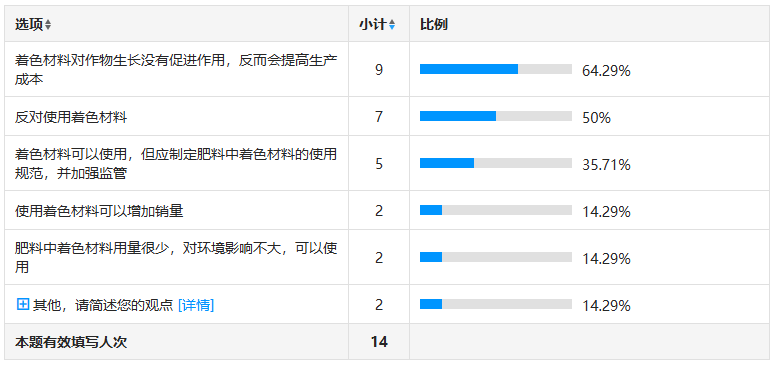 选项 小计 比例
着色材料对作物生长没有促进作用，反而会提高生产
成本 9 64.29%
反对使用着色材料 7 50%
着色材料可以使用，但应制定肥料中着色材料的使用
规范，并加强监管 5 35.71%
使用着色材料可以增加销量 2 14.29%
肥料中着色材料用量很少，对环境影响不大，可以使
用 2 14.29%
其他，请简述您的观点 [详情] 2 14.29%
本题有效填写人次 14